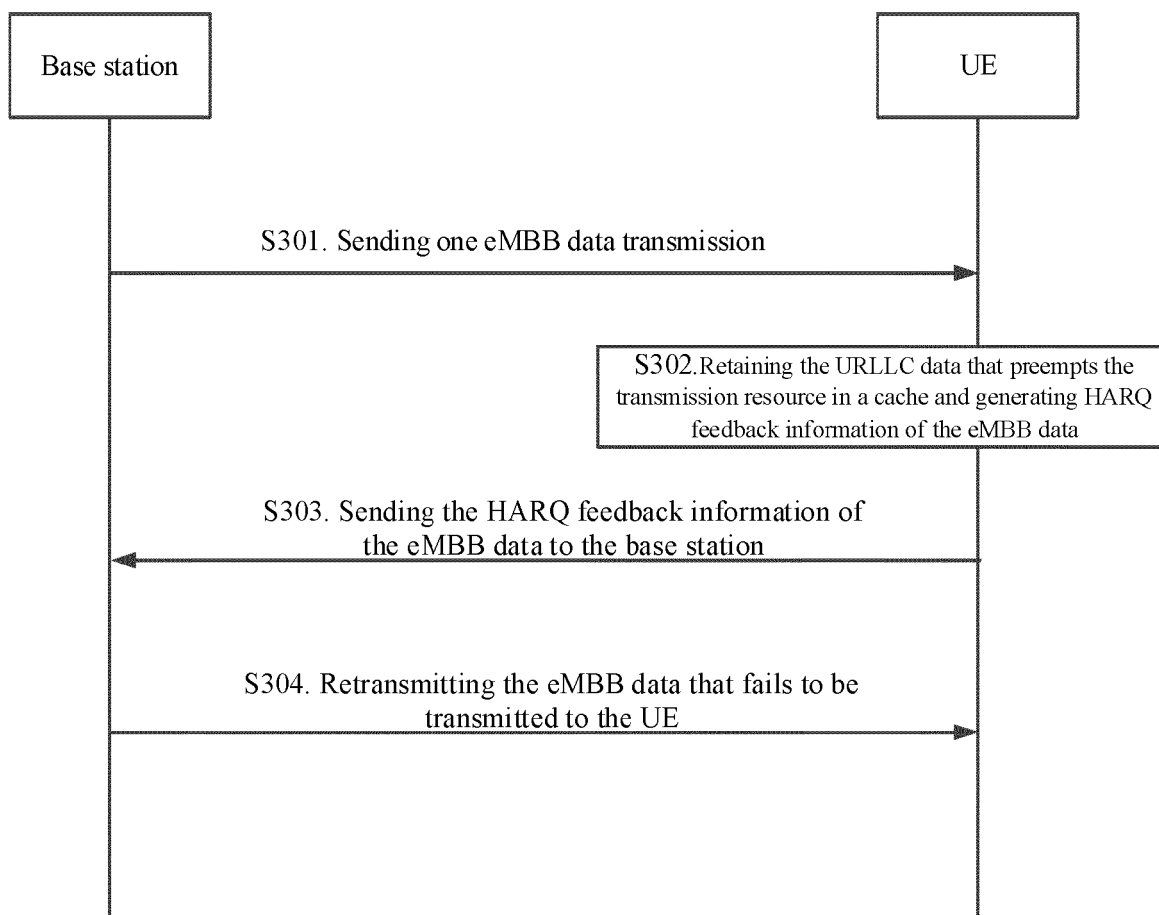 Base station
UE
S301. Sending one eMBB data transmission
S302.Retaining the URLLC data that preempts the
transmission resource in a cache and generating HARQ
feedback information of the eMBB data
S303. Sending the HARQ feedback information of
the eMBB data to the base station
S304. Retransmitting the eMBB data that fails to be
transmitted to the UE